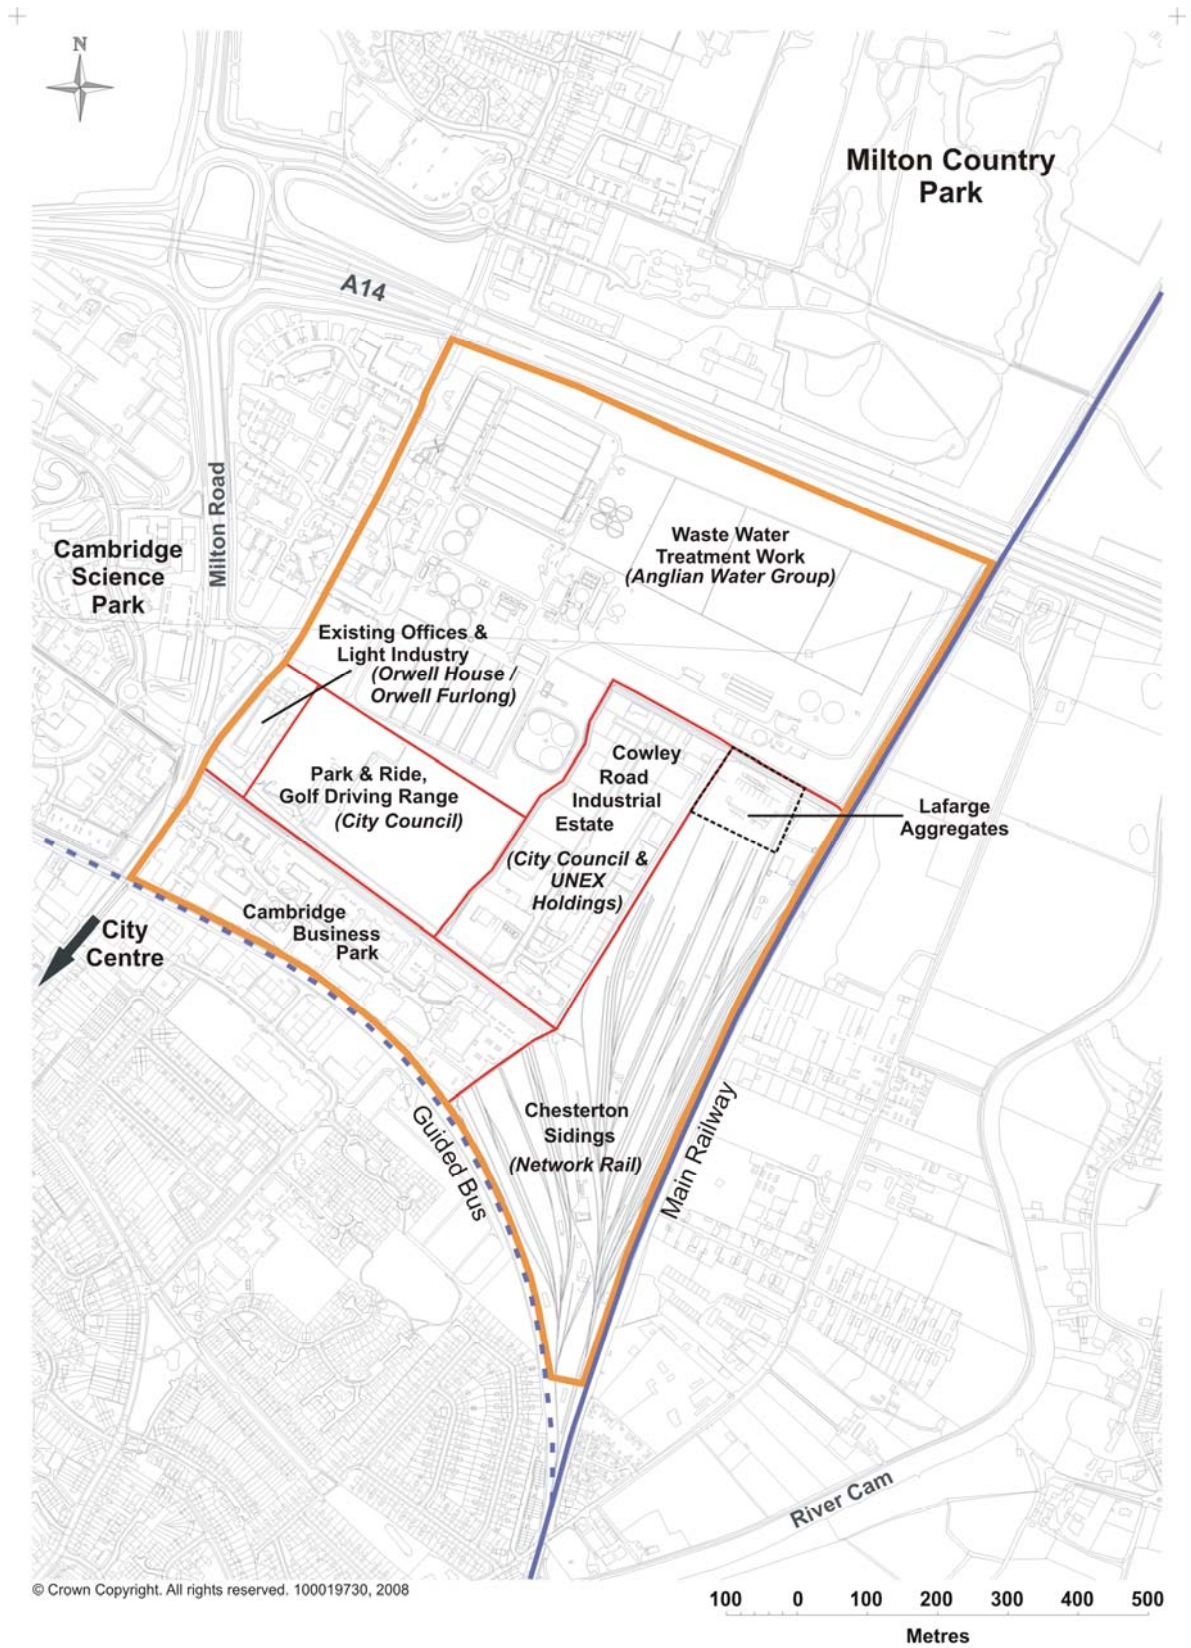 N
Milton Country
Park
A14
Milton Road
Cambridge
Science
Park
Waste Water
Treatment Work
(Anglian Water Group)
Existing Offices &
Light Industry
(Orwell House /
Orwell Furlong)
Park & Ride,
Golf Driving Range
(City Council)
Cowley
Road
Industrial
Estate
(City Council &
UNEX
Holdings)
Lafarge
Aggregates
City
Centre
Cambridge
Business
Park
Guided Bus
Chesterton
Sidings
(Network Rail)
Main Railway
River Cam
© Crown Copyright. All rights reserved. 100019730, 2008
100 0 100 200 300 400 500
Metres